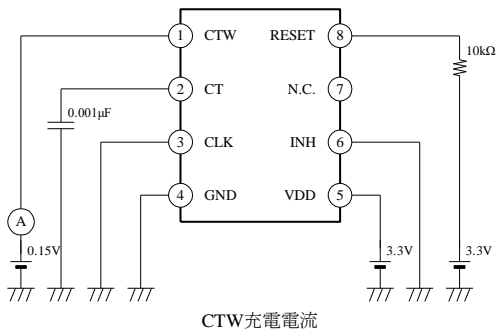 1 CTW RESET 8
10kΩ
2 CT N.C. 7
0.001μF
3 CLK INH 6
4 GND VDD 5
A
0.15V 3.3V 3.3V
CTW充電電流